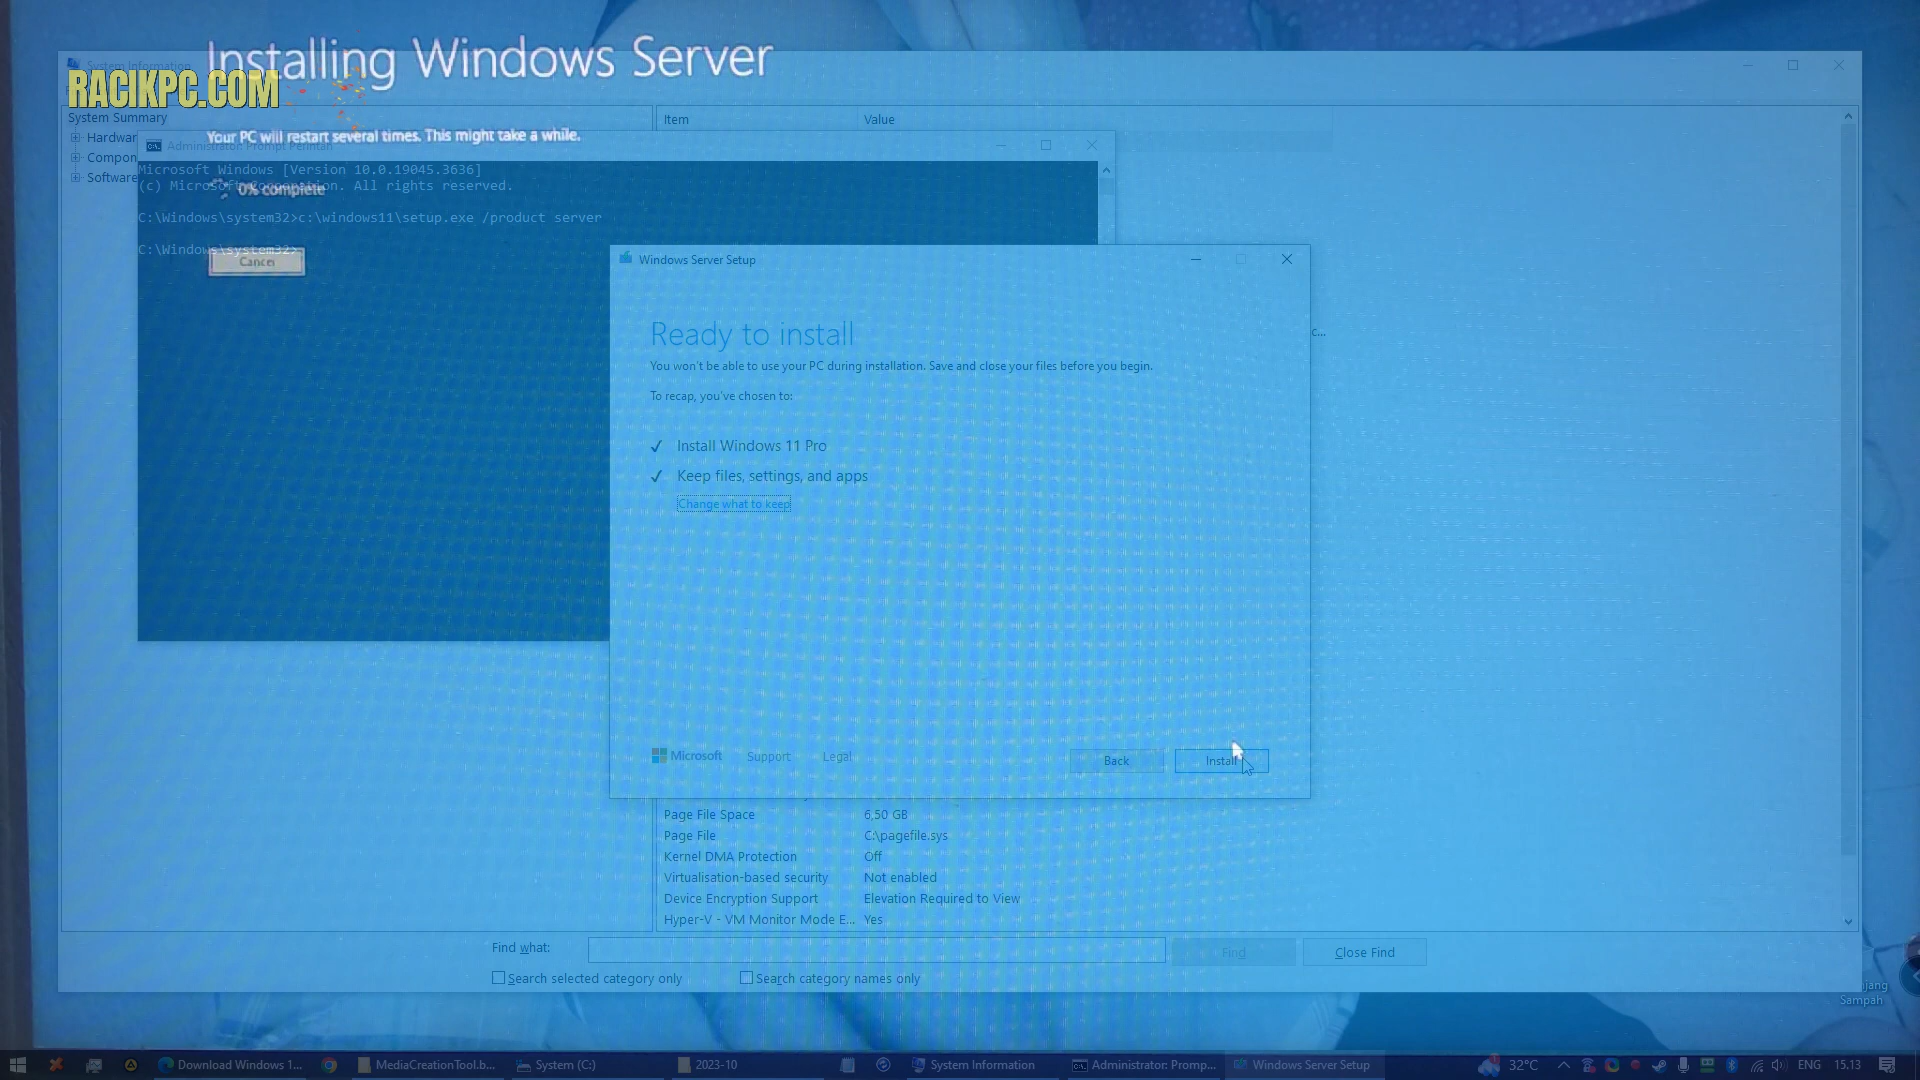 Installing Windows Server
System Information
RACIKPC.COM
System Summary
Item
Value
Hardwar
Your PC will restart several times. This might take a while.
Administrator: Prompt Perintah
Compon
Software
Microsoft Windows [Version 10.0.19045.3636]
(c) Microsoft Corporation. All rights reserved.
0% complete
C:\Windows\system32>c:\windows11\setup.exe /product server
C:\Windows\system32>
Cancel
Windows Server Setup
Ready to install
c...
You won't be able to use your PC during installation. Save and close your files before you begin.
To recap, you've chosen to:
✓ Install Windows 11 Pro
✓ Keep files, settings, and apps
Change what to keep
Microsoft
Support
Legal
Back
Install
Page File Space
6,50 GB
Page File
C:\pagefile.sys
Kernel DMA Protection
Off
Virtualisation-based security
Not enabled
Device Encryption Support
Elevation Required to View
Hyper-V - VM Monitor Mode E...
Yes
Find what:
Find
Close Find
Search selected category only
Search category names only
jang
Sampah
Download Windows 1...
MediaCreationTool.b...
System (C:)
2023-10
System Information
Administrator: Promp...
Windows Server Setup
32°C
ENG
15.13